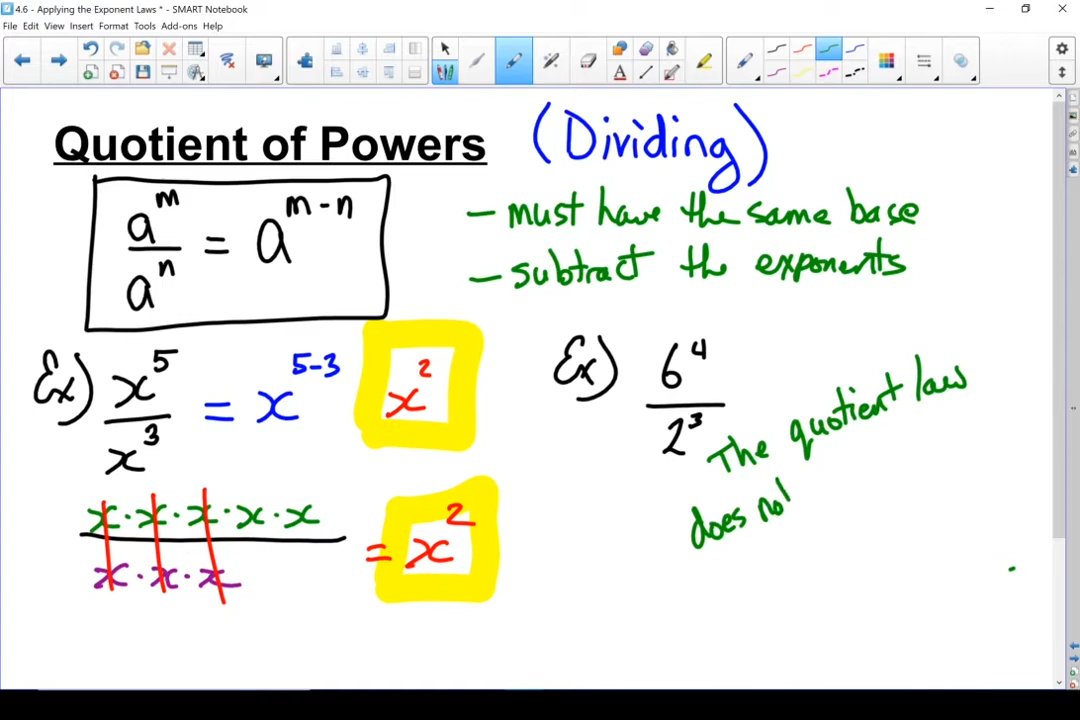 4.6 - Applying the Exponent Laws * - SMART Notebook
File Edit View Insert Format Tools Add-ons Help
Quotient of Powers (Dividing)
a^m / a^n = a^(m-n)
- must have the same base
- subtract the exponents
Ex) x^5 / x^3 = x^(5-3) x^2
x·x·x·x·x / x·x·x = x^2
Ex) 6^4 / 2^3
The quotient law
does not